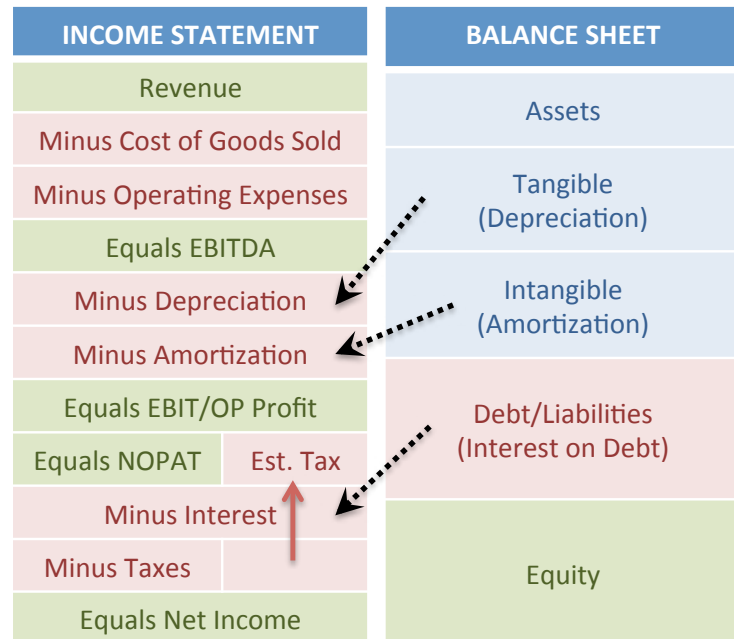 INCOME STATEMENT
Revenue
Minus Cost of Goods Sold
Minus Operating Expenses
Equals EBITDA
Minus Depreciation
Minus Amortization
Equals EBIT/OP Profit
Equals NOPAT
Est. Tax
Minus Interest
Minus Taxes
Equals Net Income
BALANCE SHEET
Assets
Tangible
(Depreciation)
Intangible
(Amortization)
Debt/Liabilities
(Interest on Debt)
Equity